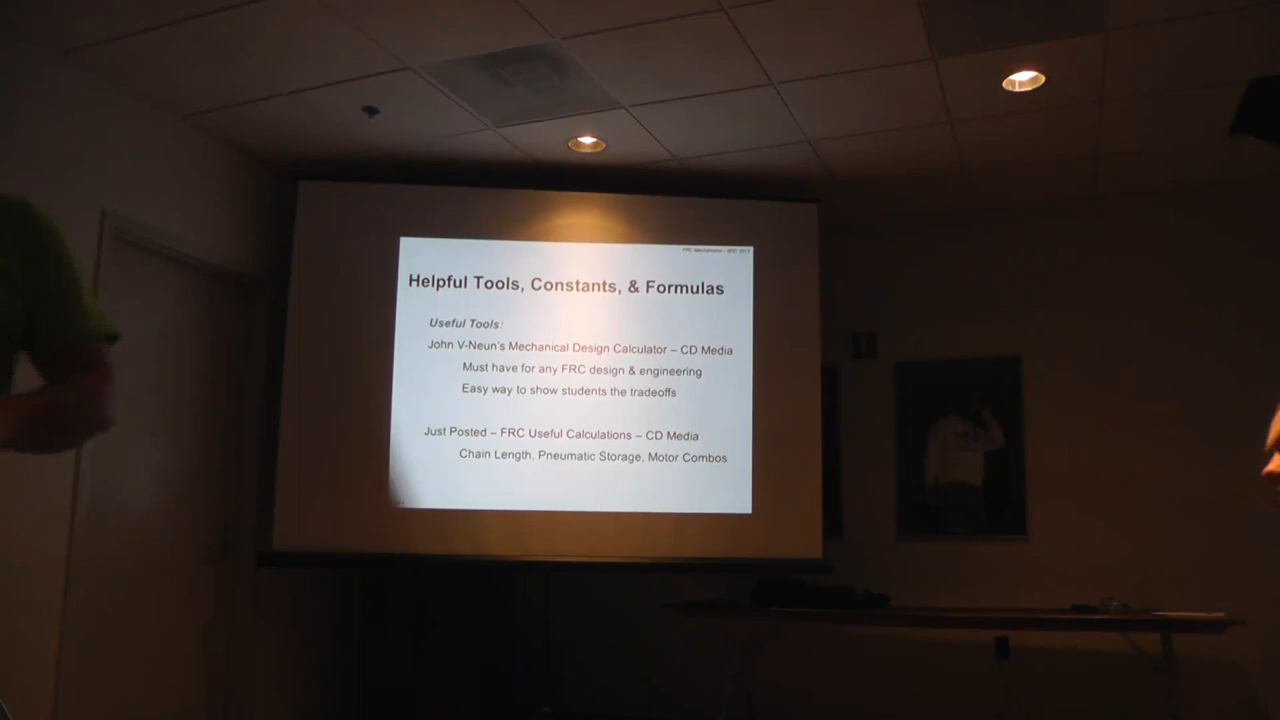 Helpful Tools, Constants, & Formulas
Useful Tools:
John V-Neun's Mechanical Design Calculator – CD Media
Must have for any FRC design & engineering
Easy way to show students the tradeoffs
Just Posted – FRC Useful Calculations – CD Media
Chain Length, Pneumatic Storage, Motor Combos